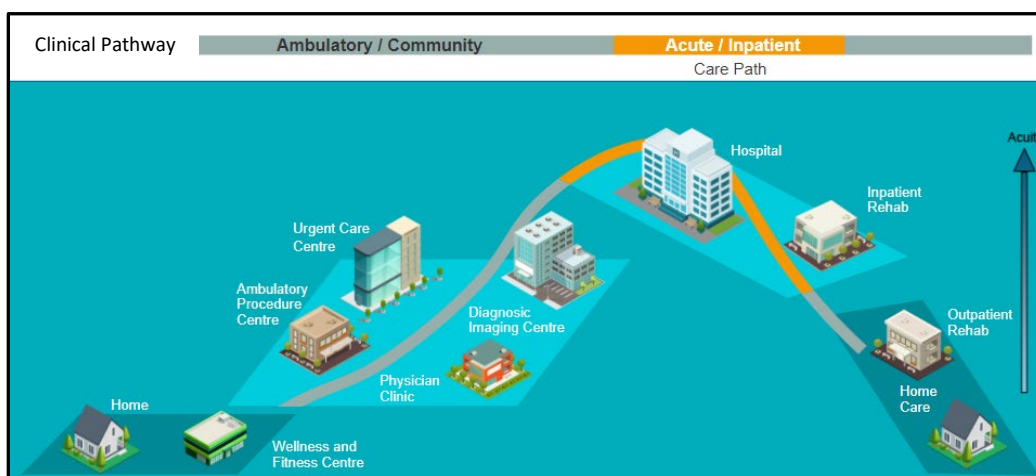 Clinical Pathway
Ambulatory / Community
Acute / Inpatient
Care Path
Acuit
Hospital
Inpatient
Rehab
Urgent Care
Centre
Ambulatory
Procedure
Centre
Diagnosic
Imaging Centre
Outpatient
Rehab
Physician
Clinic
Home
Care
Home
Wellness and
Fitness Centre